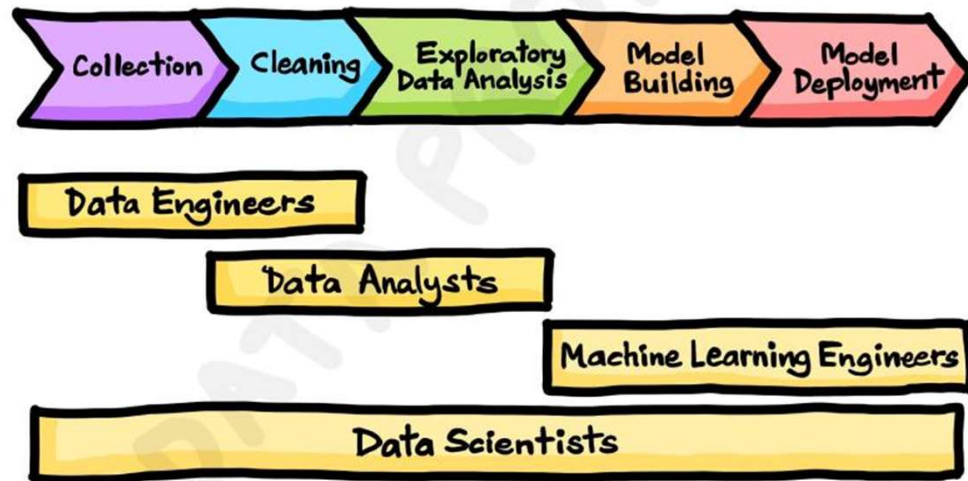 Collection
Cleaning
Exploratory
Data Analysis
Model
Building
Model
Deployment
Data Engineers
Data Analysts
Machine Learning Engineers
Data Scientists